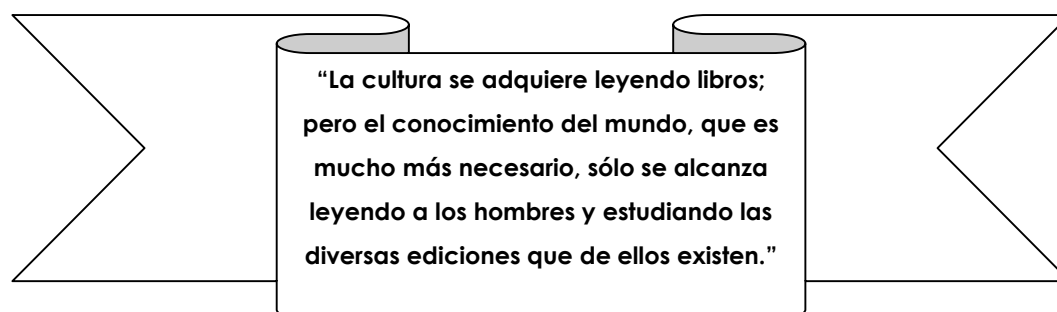 “La cultura se adquiere leyendo libros;
pero el conocimiento del mundo, que es
mucho más necesario, sólo se alcanza
leyendo a los hombres y estudiando las
diversas ediciones que de ellos existen.”